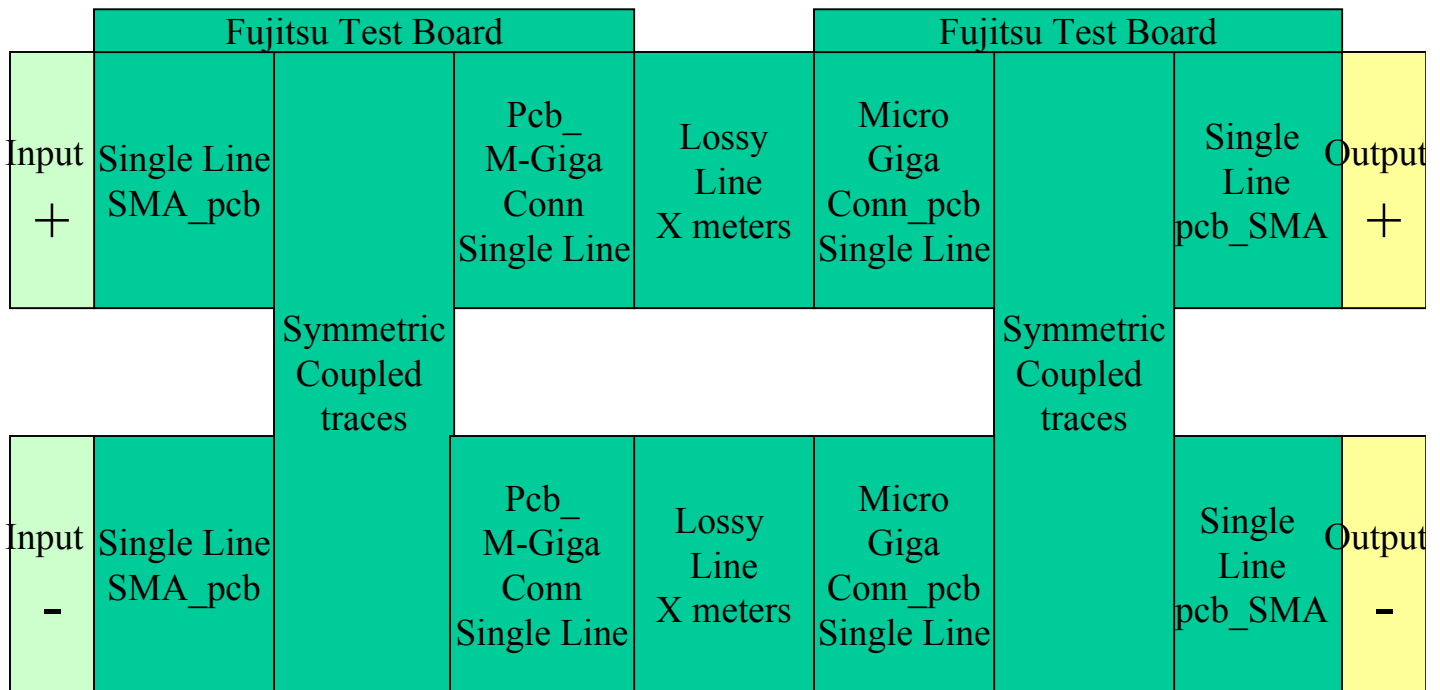 Fujitsu Test Board
Fujitsu Test Board
Input
+
Single Line
SMA_pcb
Pcb_
M-Giga
Conn
Single Line
Lossy
Line
X meters
Micro
Giga
Conn_pcb
Single Line
Single
Line
pcb_SMA
Output
+
Symmetric
Coupled
traces
Symmetric
Coupled
traces
Input
-
Single Line
SMA_pcb
Pcb_
M-Giga
Conn
Single Line
Lossy
Line
X meters
Micro
Giga
Conn_pcb
Single Line
Single
Line
pcb_SMA
Output
-